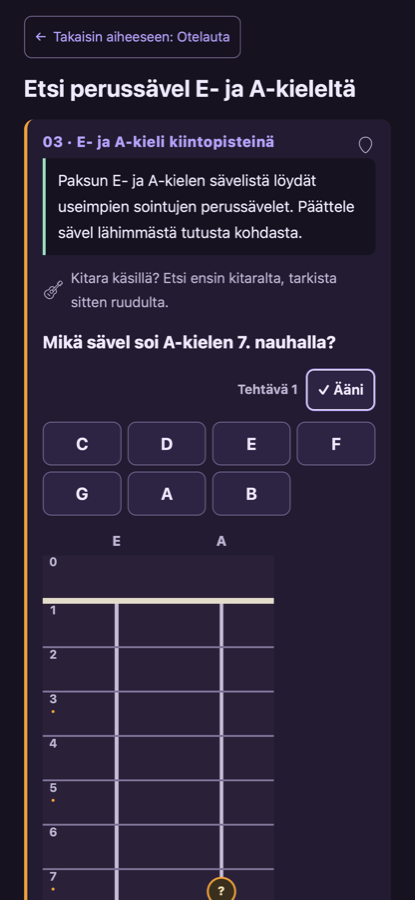 ← Takaisin aiheeseen: Otelauta
Etsi perussävel E- ja A-kieleltä
03 · E- ja A-kieli kiintopisteinä
Paksun E- ja A-kielen sävelistä löydät
useimpien sointujen perussävelet. Päättele
sävel lähimmästä tutusta kohdasta.
Kitara käsillä? Etsi ensin kitaralta, tarkista
sitten ruudulta.
Mikä sävel soi A-kielen 7. nauhalla?
Tehtävä 1 ✓ Ääni
C D E F
G A B
E A
0
1
2
3
4
5
6
7 ?